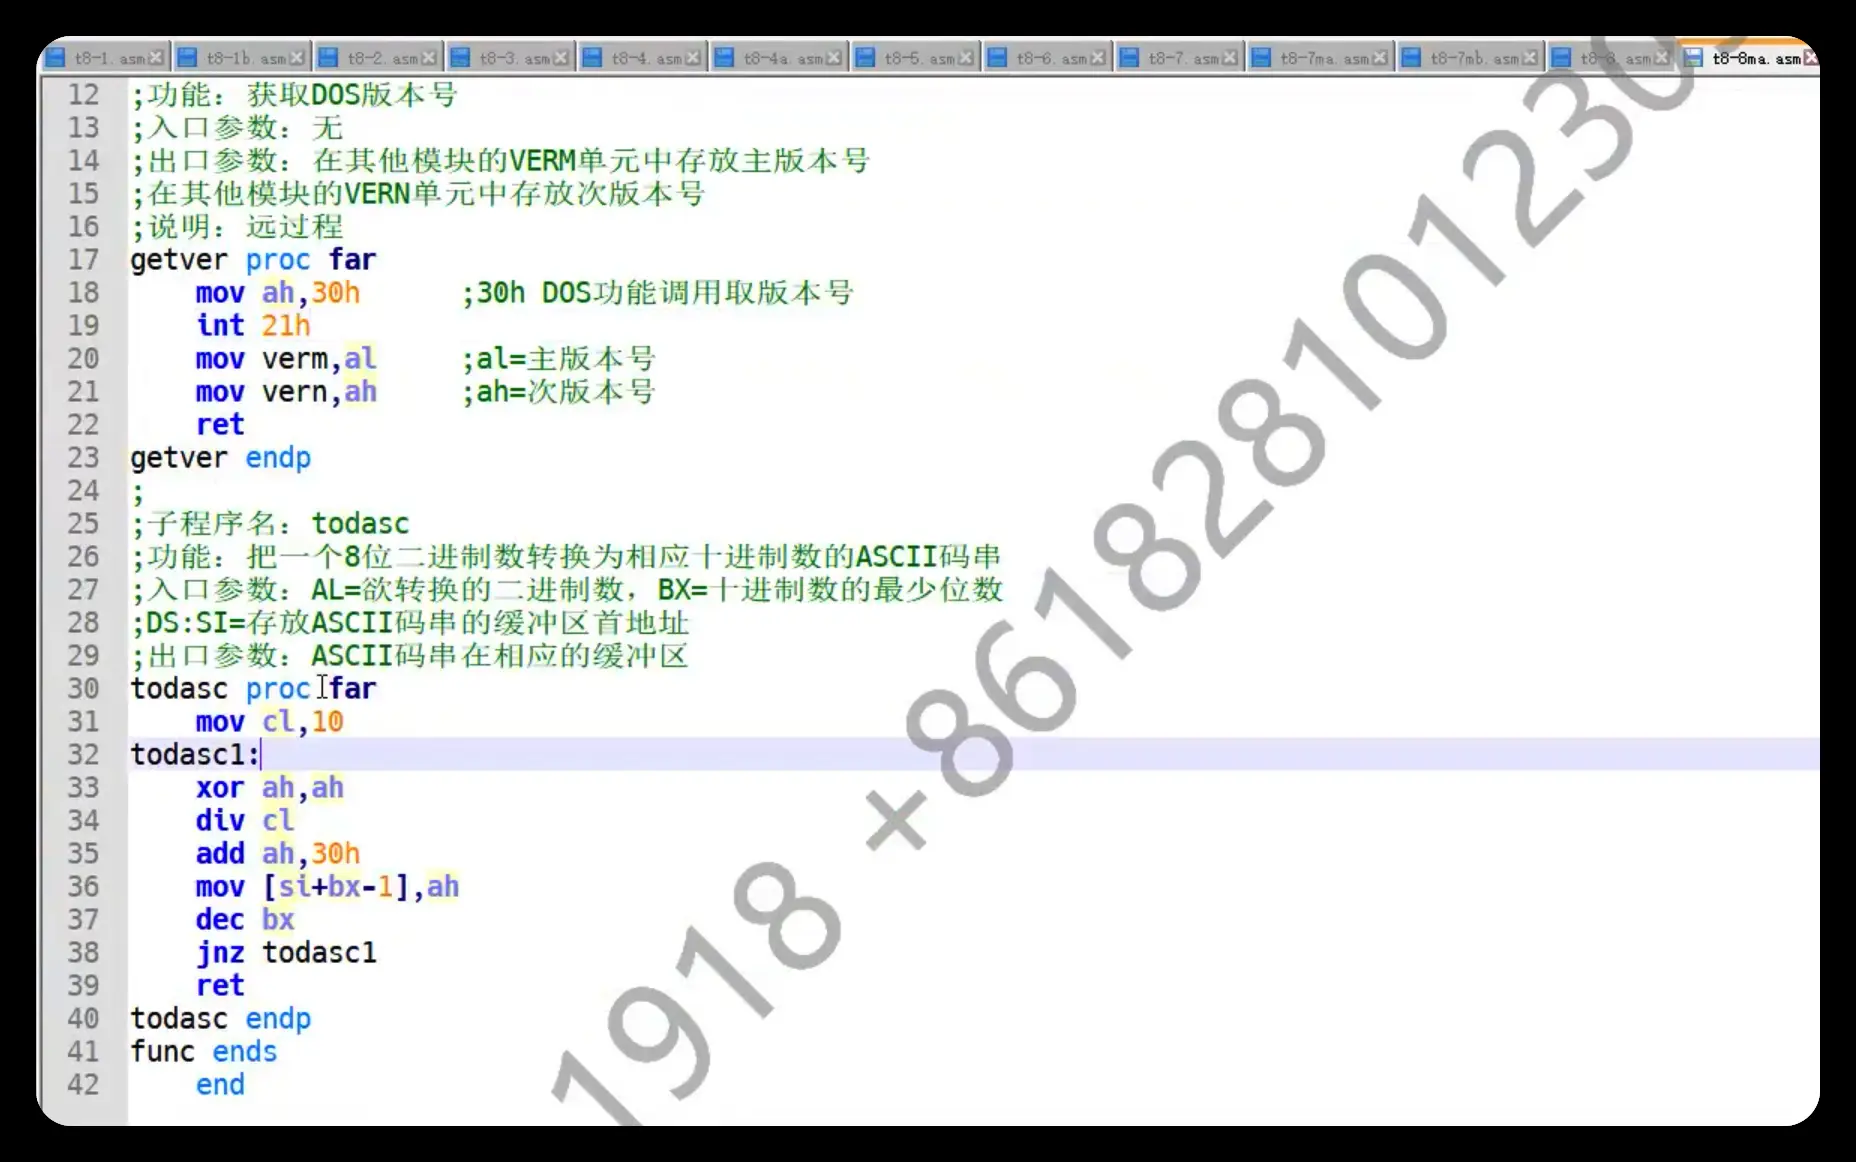 t8-1. asm t8-1b. asm t8-2. asm t8-3. asm t8-4. asm t8-4a. asm t8-5. asm t8-6. asm t8-7. asm t8-7ma. asm t8-7mb. asm t8-8. asm t8-8ma. asm
12 ;功能：获取DOS版本号
13 ;入口参数：无
14 ;出口参数：在其他模块的VERM单元中存放主版本号
15 ;在其他模块的VERN单元中存放次版本号
16 ;说明：远过程
17 getver proc far
18 mov ah,30h ;30h DOS功能调用取版本号
19 int 21h
20 mov verm,al ;al=主版本号
21 mov vern,ah ;ah=次版本号
22 ret
23 getver endp
24 ;
25 ;子程序名：todasc
26 ;功能：把一个8位二进制数转换为相应十进制数的ASCII码串
27 ;入口参数：AL=欲转换的二进制数，BX=十进制数的最少位数
28 ;DS:SI=存放ASCII码串的缓冲区首地址
29 ;出口参数：ASCII码串在相应的缓冲区
30 todasc proc far
31 mov cl,10
32 todasc1:
33 xor ah,ah
34 div cl
35 add ah,30h
36 mov [si+bx-1],ah
37 dec bx
38 jnz todasc1
39 ret
40 todasc endp
41 func ends
42 end
1918 +8618281012305